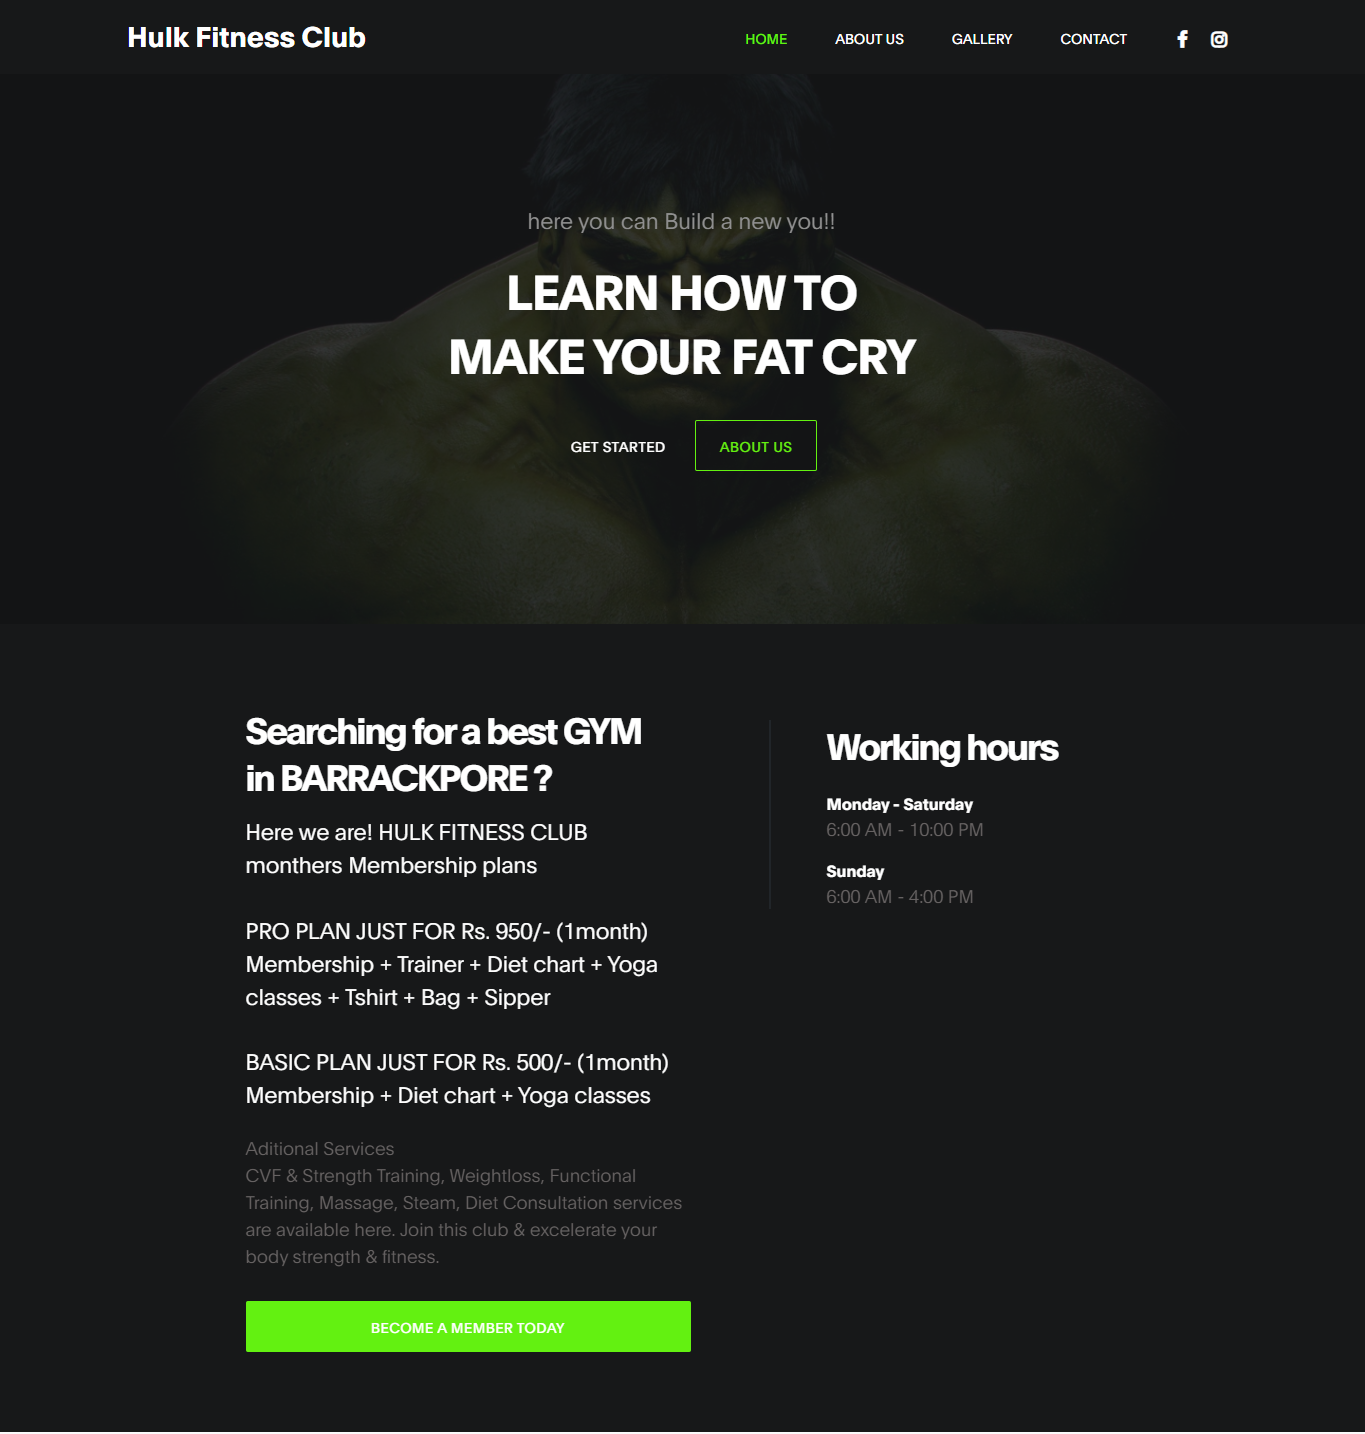 Hulk Fitness Club
HOME
ABOUT US
GALLERY
CONTACT
here you can Build a new you!!
LEARN HOW TO
MAKE YOUR FAT CRY
GET STARTED
ABOUT US
Searching for a best GYM
in BARRACKPORE ?
Here we are! HULK FITNESS CLUB
monthers Membership plans
PRO PLAN JUST FOR Rs. 950/- (1month)
Membership + Trainer + Diet chart + Yoga
classes + Tshirt + Bag + Sipper
BASIC PLAN JUST FOR Rs. 500/- (1month)
Membership + Diet chart + Yoga classes
Aditional Services
CVF & Strength Training, Weightloss, Functional
Training, Massage, Steam, Diet Consultation services
are available here. Join this club & excelerate your
body strength & fitness.
BECOME A MEMBER TODAY
Working hours
Monday - Saturday
6:00 AM - 10:00 PM
Sunday
6:00 AM - 4:00 PM